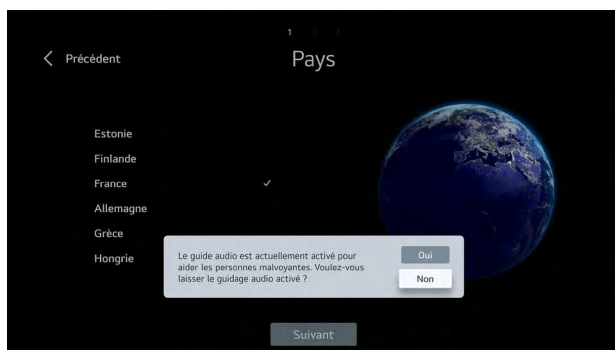 1
Précédent
Pays
Estonie
Finlande
France
Allemagne
Grèce
Hongrie
Le guide audio est actuellement activé pour
aider les personnes malvoyantes. Voulez-vous
laisser le guidage audio activé ?
Oui
Non
Suivant